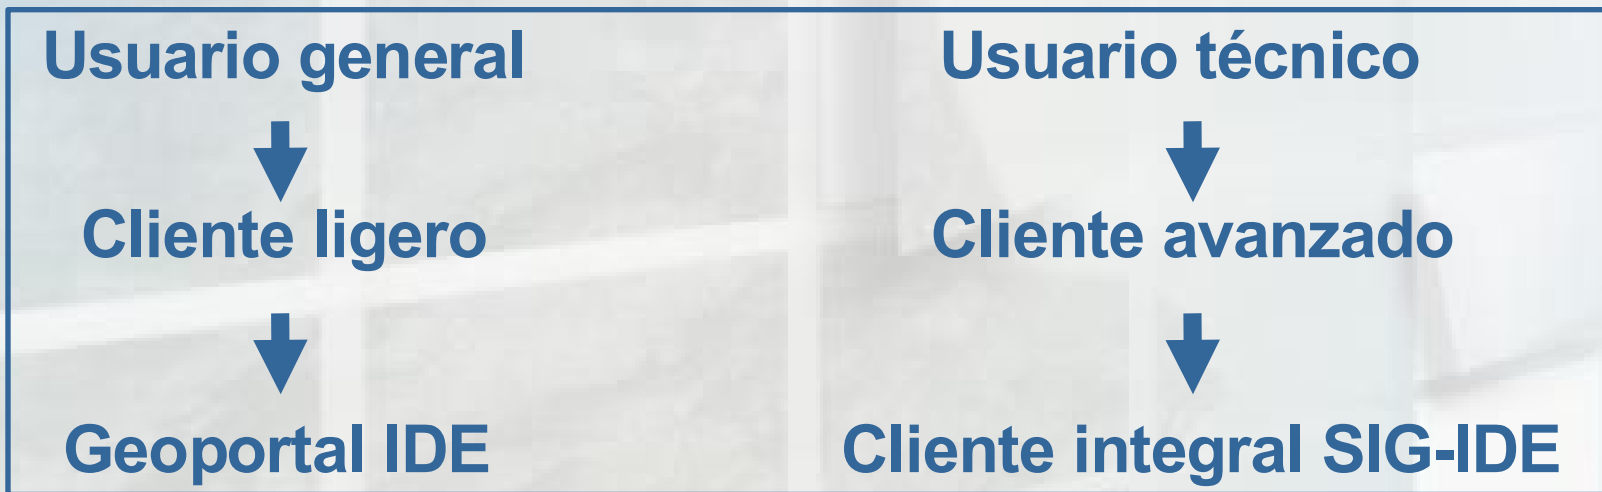 Usuario general
Cliente ligero
Geoportal IDE
Usuario técnico
Cliente avanzado
Cliente integral SIG-IDE